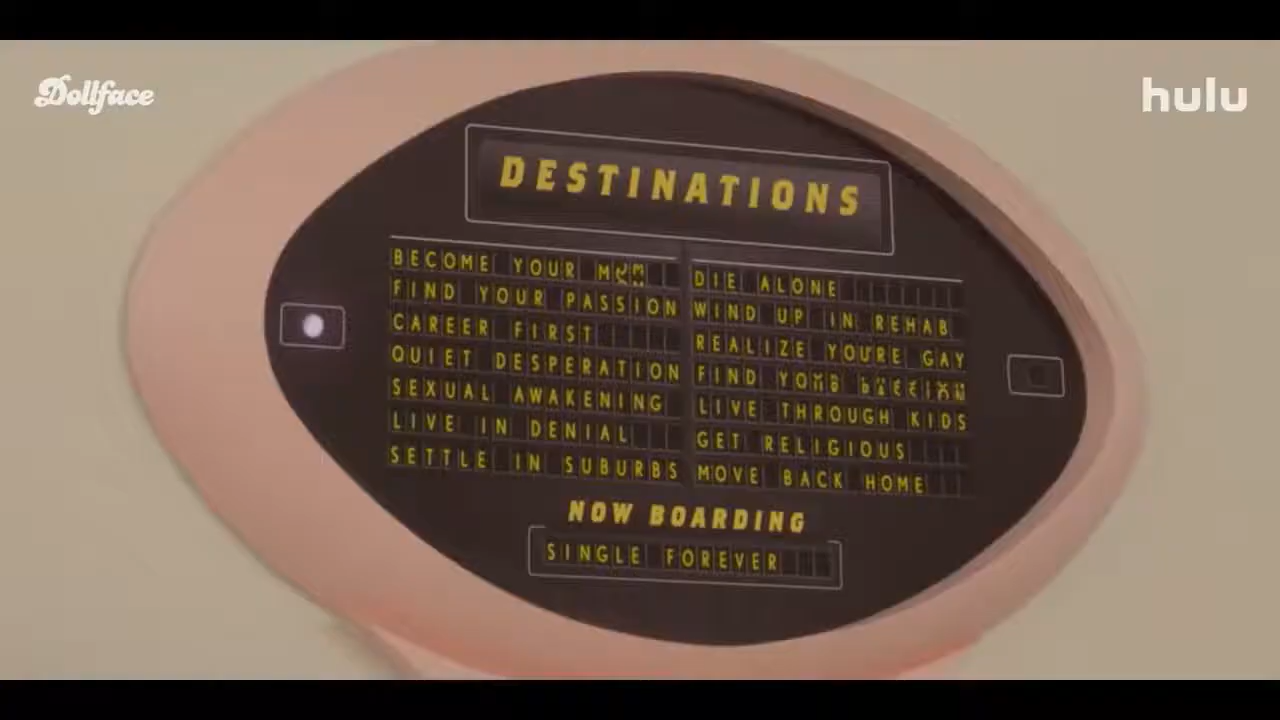 Dollface
hulu
DESTINATIONS
BECOME YOUR
FIND YOUR PASSION
CAREER FIRST
QUIET DESPERATION
SEXUAL AWAKENING
LIVE IN DENIAL
SETTLE IN SUBURBS
DIE ALONE
WIND UP IN REHAB
REALIZE YOU'RE GAY
FIND
LIVE THROUGH KIDS
GET RELIGIOUS
MOVE BACK HOME
NOW BOARDING
SINGLE FOREVER